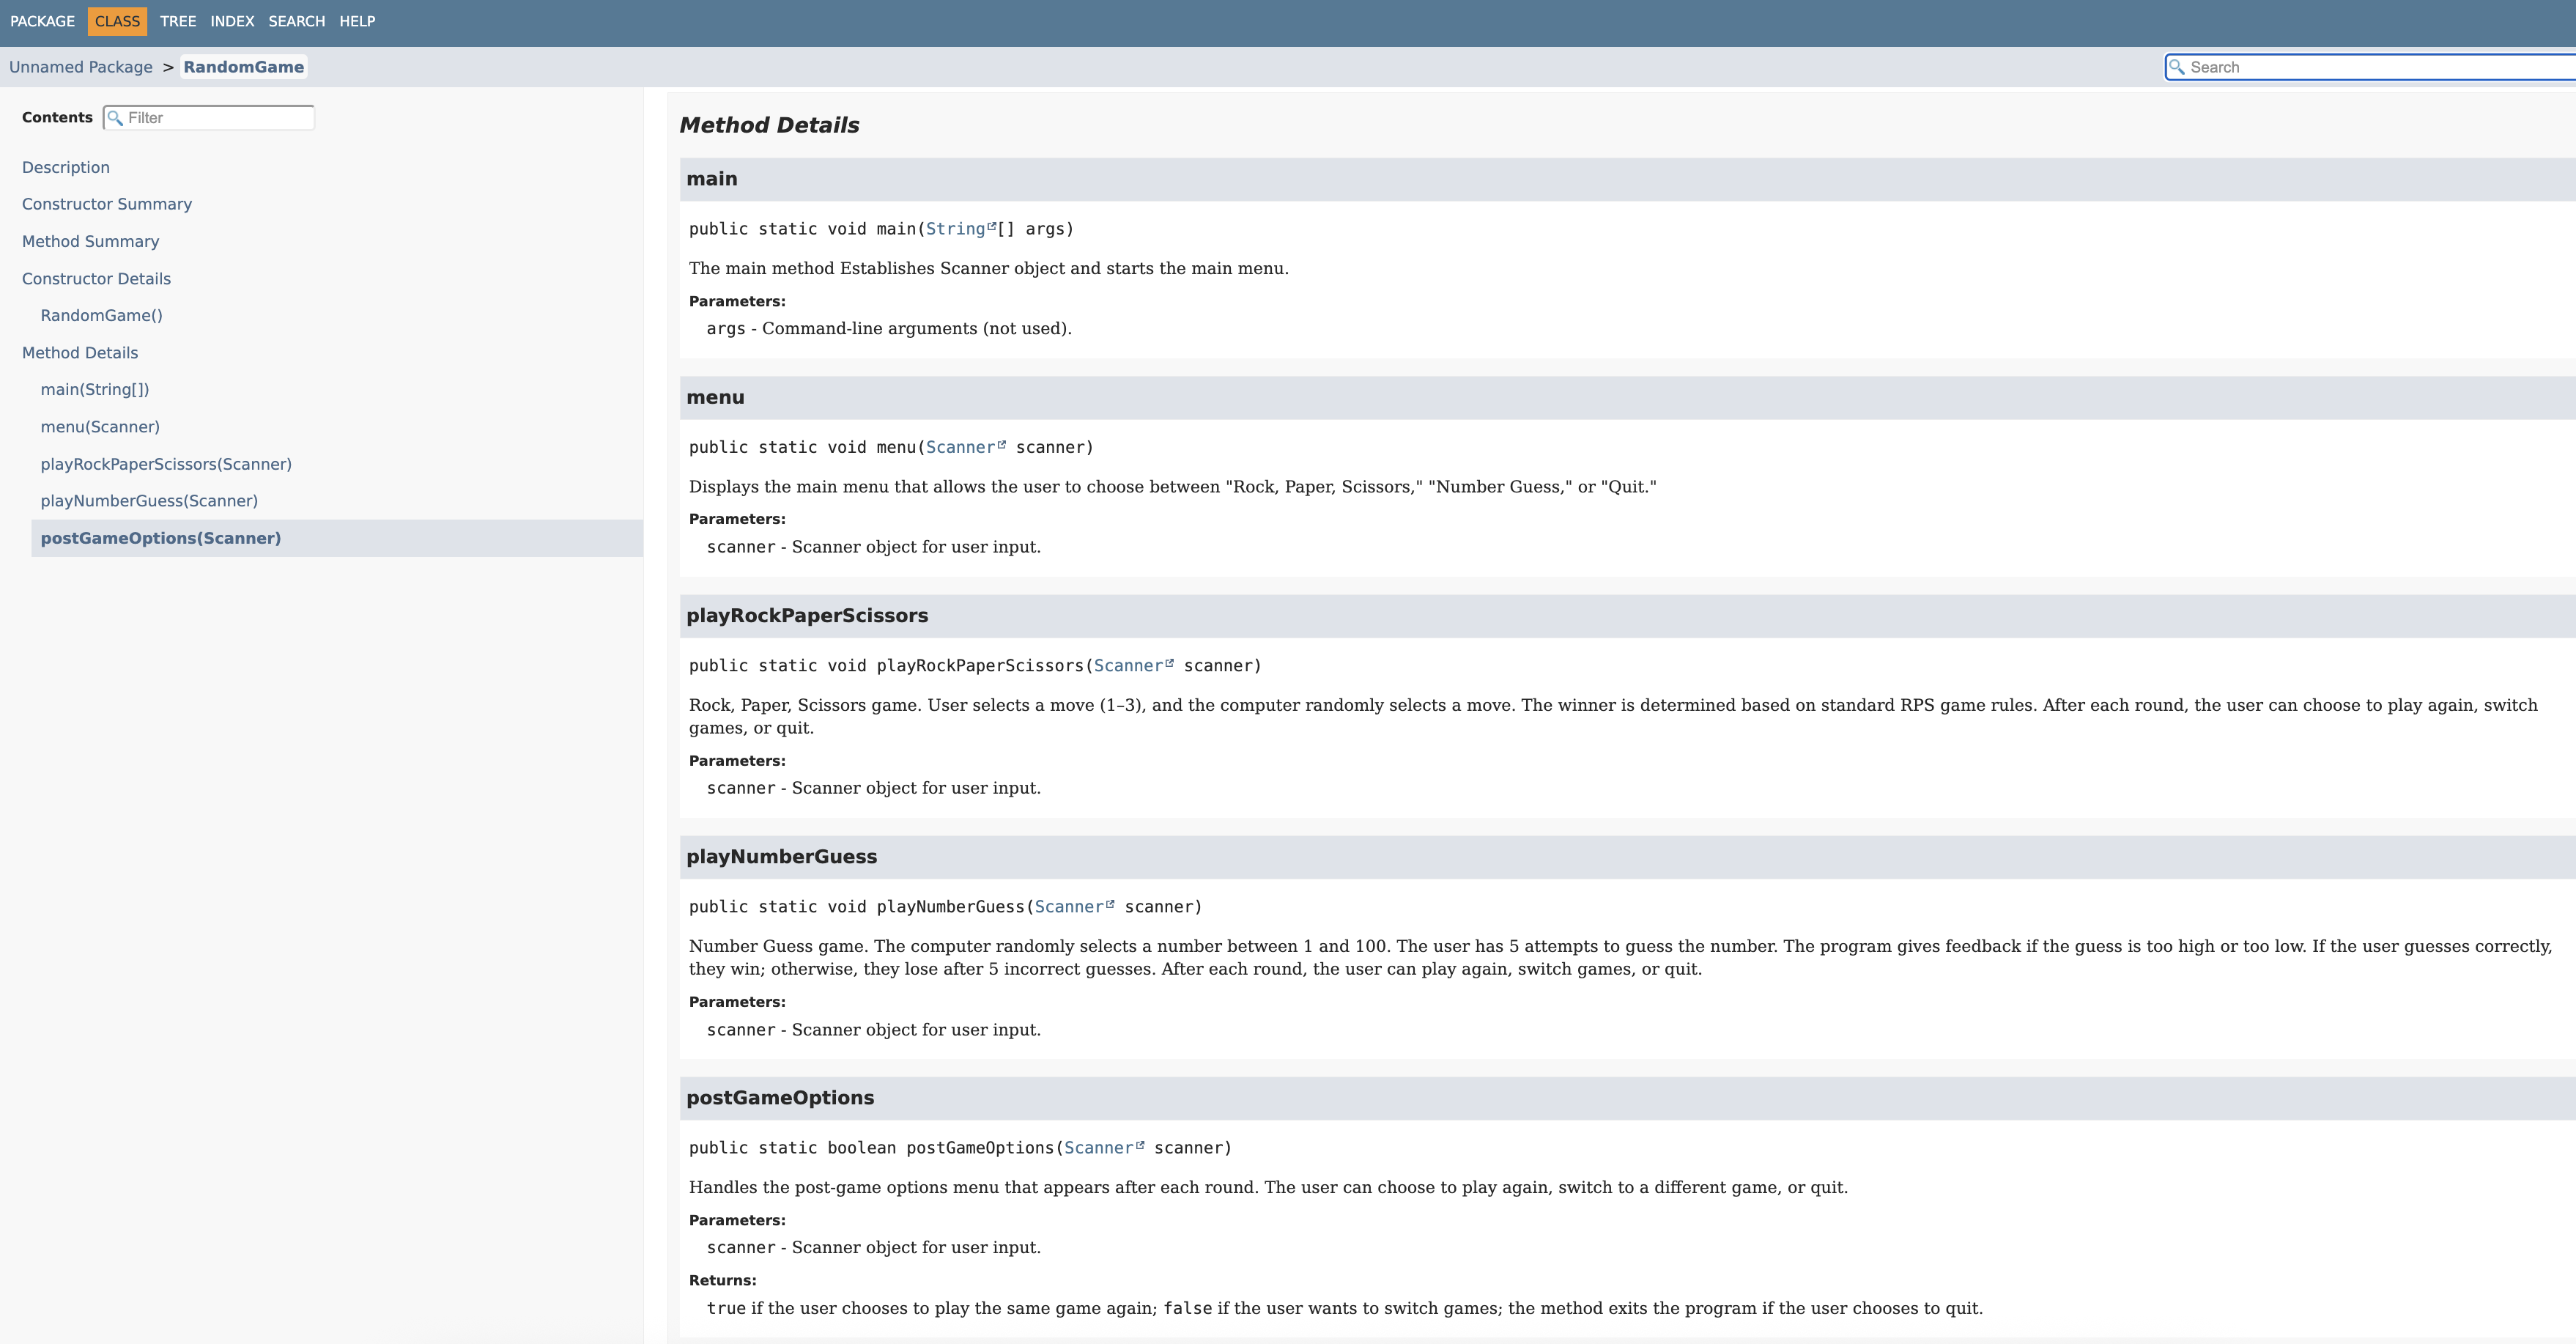 PACKAGE CLASS TREE INDEX SEARCH HELP
Unnamed Package > RandomGame
Search
Contents
Filter
Description
Constructor Summary
Method Summary
Constructor Details
RandomGame()
Method Details
main(String[])
menu(Scanner)
playRockPaperScissors(Scanner)
playNumberGuess(Scanner)
postGameOptions(Scanner)
Method Details
main
public static void main(String[] args)
The main method Establishes Scanner object and starts the main menu.
Parameters:
args - Command-line arguments (not used).
menu
public static void menu(Scanner scanner)
Displays the main menu that allows the user to choose between "Rock, Paper, Scissors," "Number Guess," or "Quit."
Parameters:
scanner - Scanner object for user input.
playRockPaperScissors
public static void playRockPaperScissors(Scanner scanner)
Rock, Paper, Scissors game. User selects a move (1–3), and the computer randomly selects a move. The winner is determined based on standard RPS game rules. After each round, the user can choose to play again, switch
games, or quit.
Parameters:
scanner - Scanner object for user input.
playNumberGuess
public static void playNumberGuess(Scanner scanner)
Number Guess game. The computer randomly selects a number between 1 and 100. The user has 5 attempts to guess the number. The program gives feedback if the guess is too high or too low. If the user guesses correctly,
they win; otherwise, they lose after 5 incorrect guesses. After each round, the user can play again, switch games, or quit.
Parameters:
scanner - Scanner object for user input.
postGameOptions
public static boolean postGameOptions(Scanner scanner)
Handles the post-game options menu that appears after each round. The user can choose to play again, switch to a different game, or quit.
Parameters:
scanner - Scanner object for user input.
Returns:
true if the user chooses to play the same game again; false if the user wants to switch games; the method exits the program if the user chooses to quit.